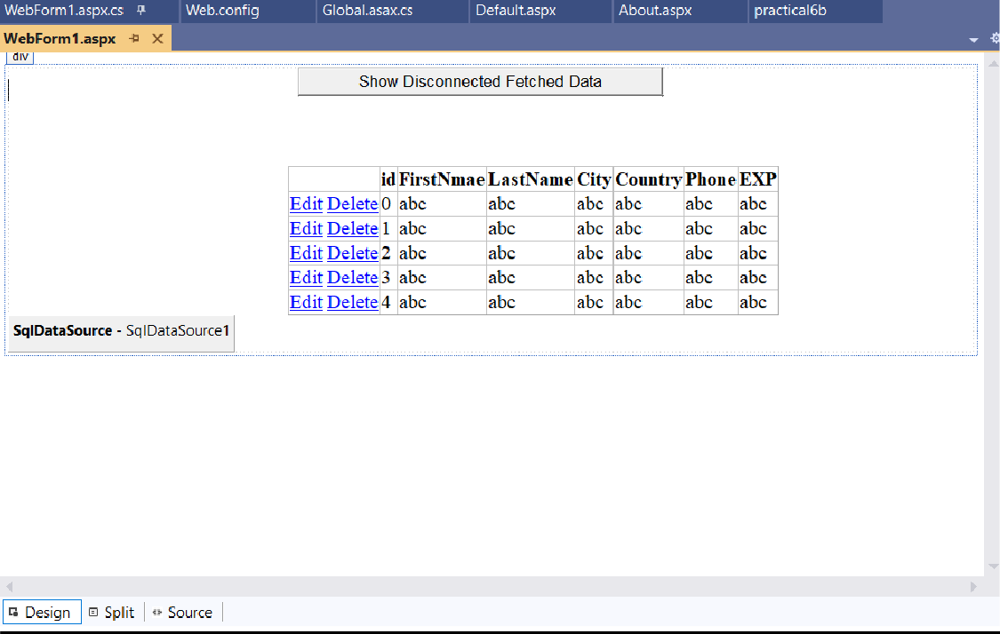 WebForm1.aspx.cs Web.config Global.asax.cs Default.aspx About.aspx practical6b
WebForm1.aspx
div
Show Disconnected Fetched Data
id FirstNmae LastName City Country Phone EXP
Edit Delete 0 abc abc abc abc abc abc
Edit Delete 1 abc abc abc abc abc abc
Edit Delete 2 abc abc abc abc abc abc
Edit Delete 3 abc abc abc abc abc abc
Edit Delete 4 abc abc abc abc abc abc
SqlDataSource - SqlDataSource1
Design Split Source